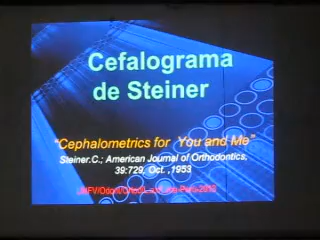 Cefalograma
de Steiner
"Cephalometrics for You and Me"
Steiner.C.; American Journal of Orthodontics,
39:729, Oct. ,1953